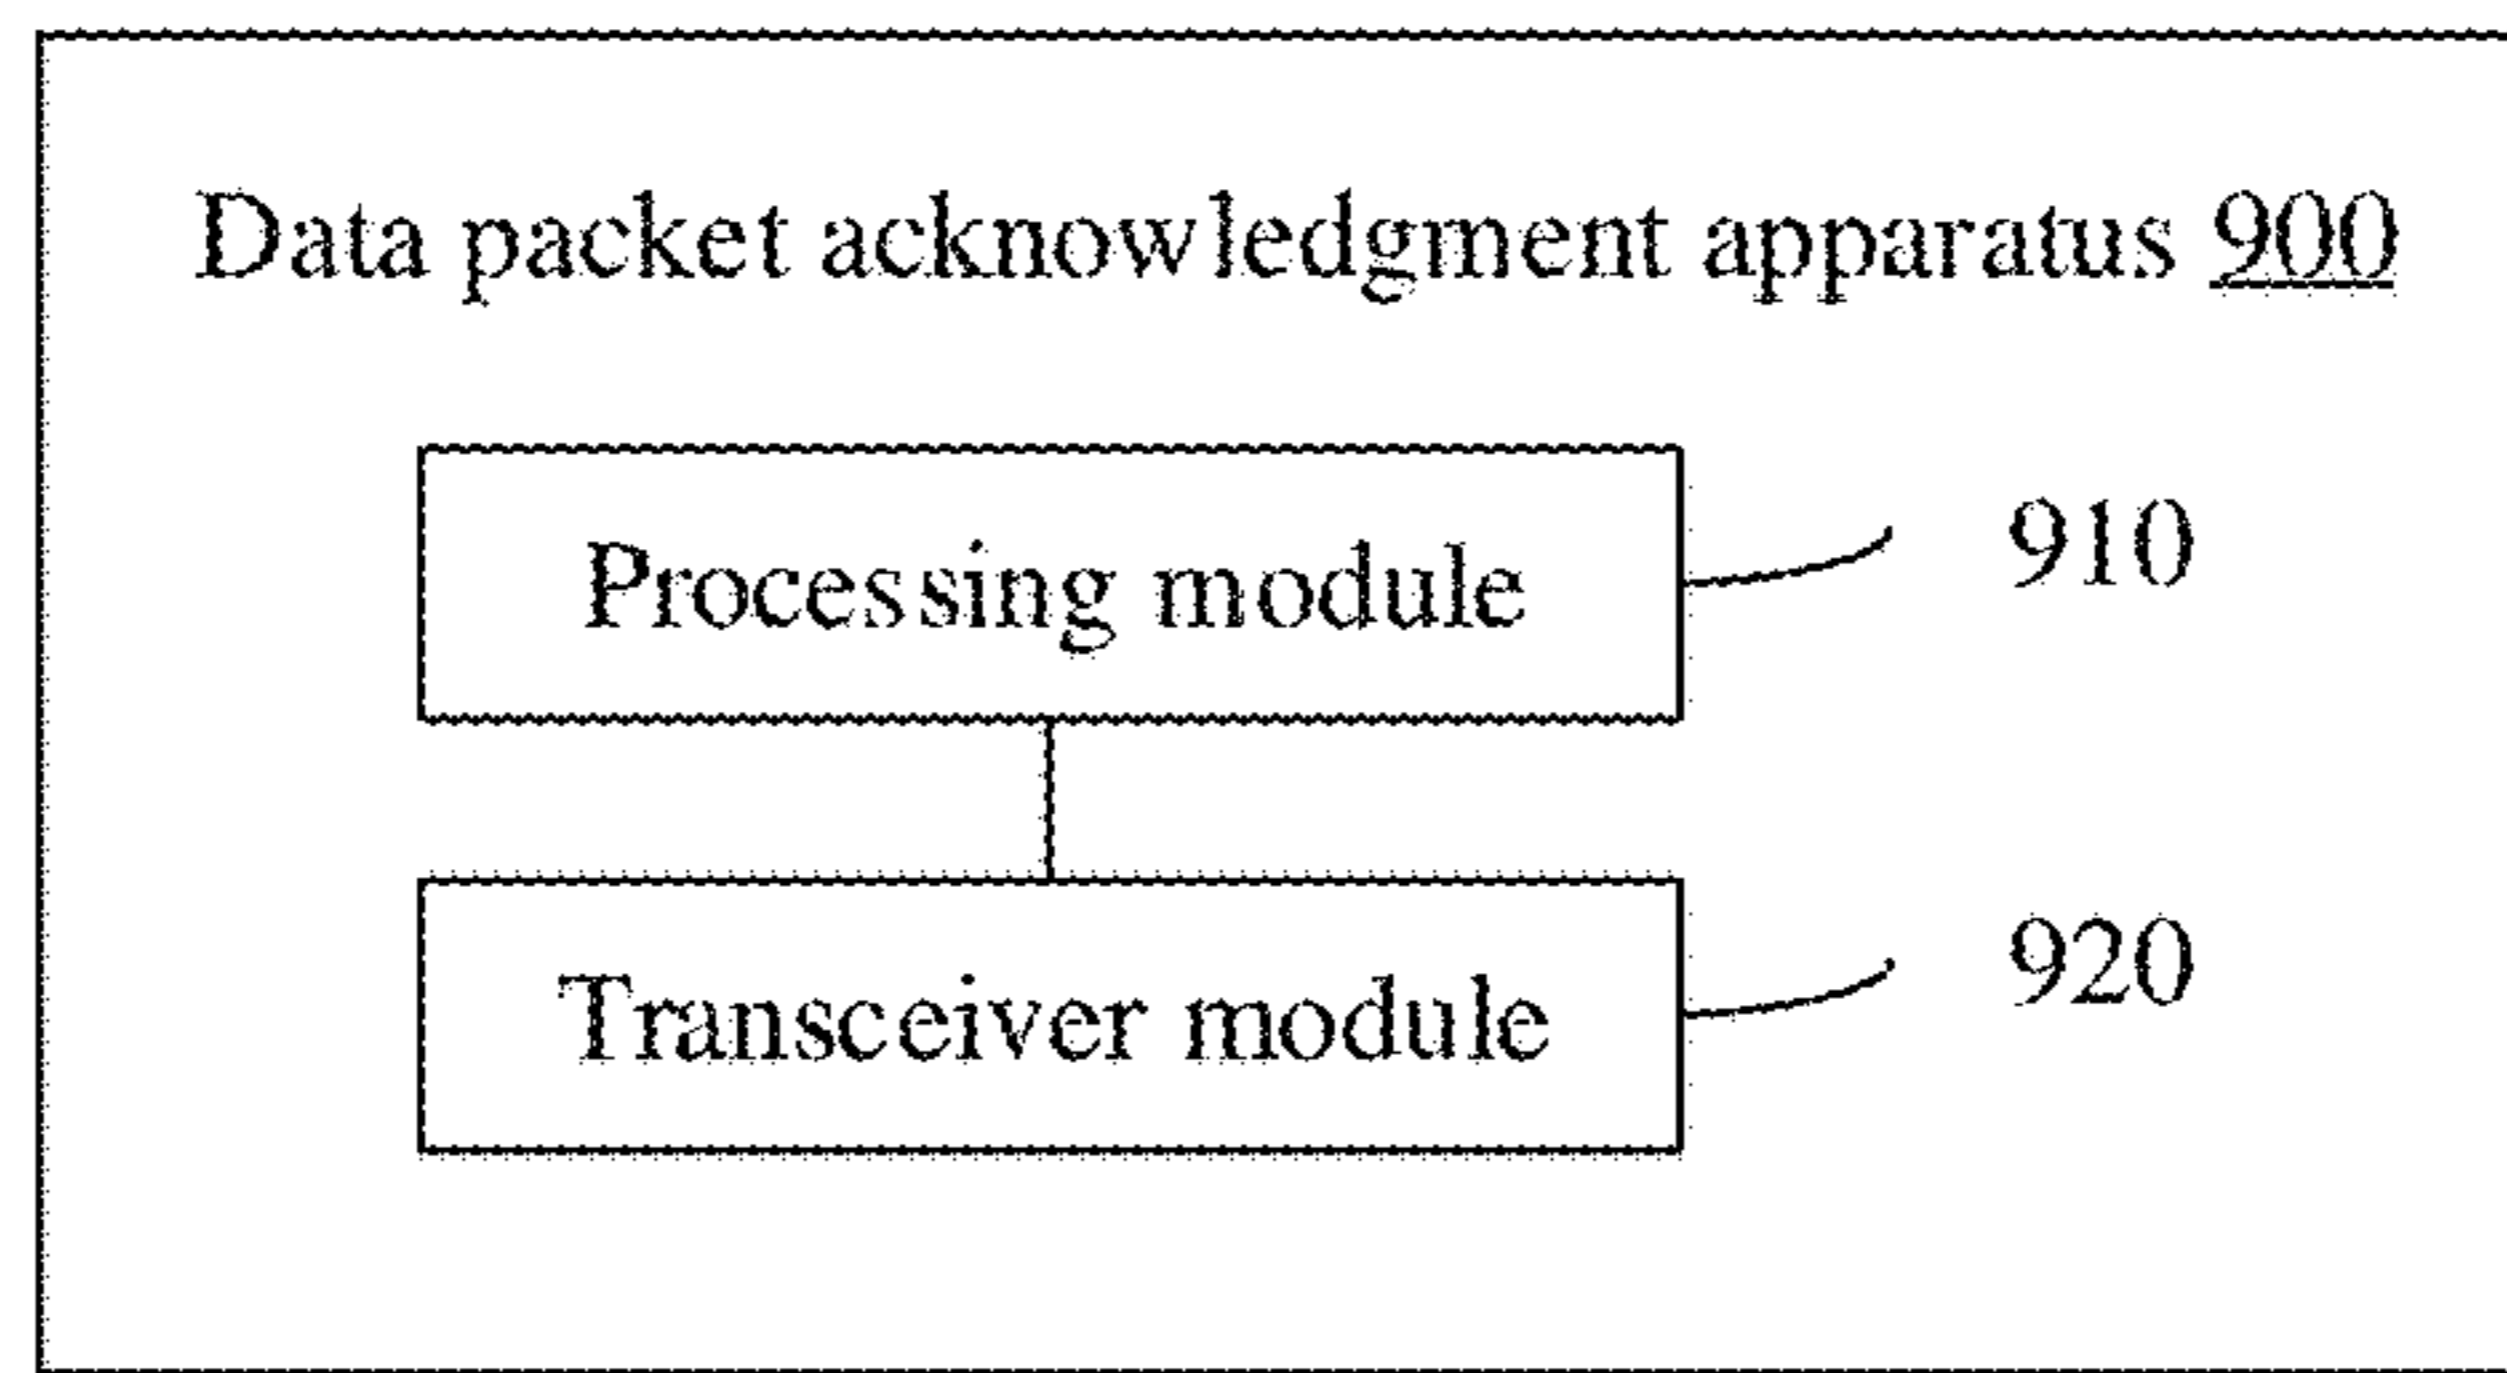 Data packet acknowledgment apparatus 900
Processing module
910
Transceiver module
920